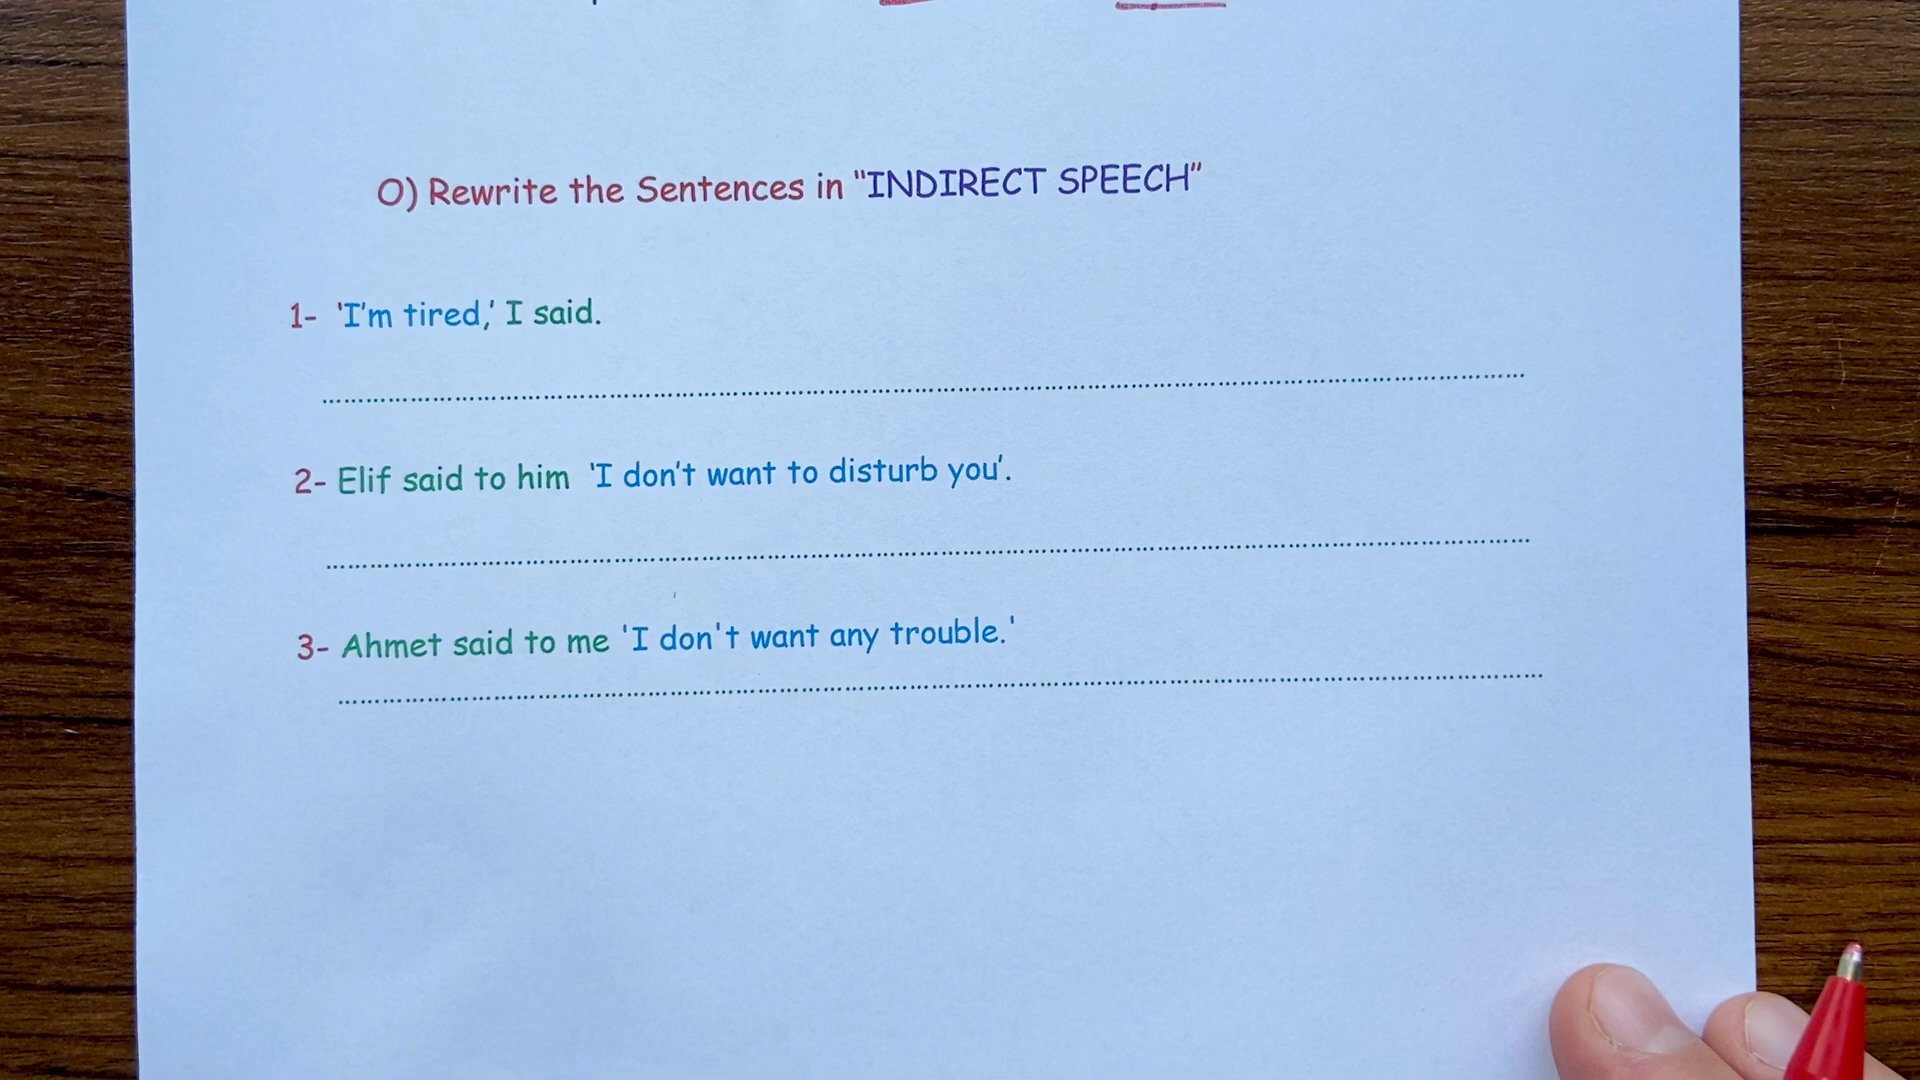 O) Rewrite the Sentences in "INDIRECT SPEECH"
1- 'I'm tired,' I said.
2- Elif said to him 'I don't want to disturb you'.
3- Ahmet said to me 'I don't want any trouble.'